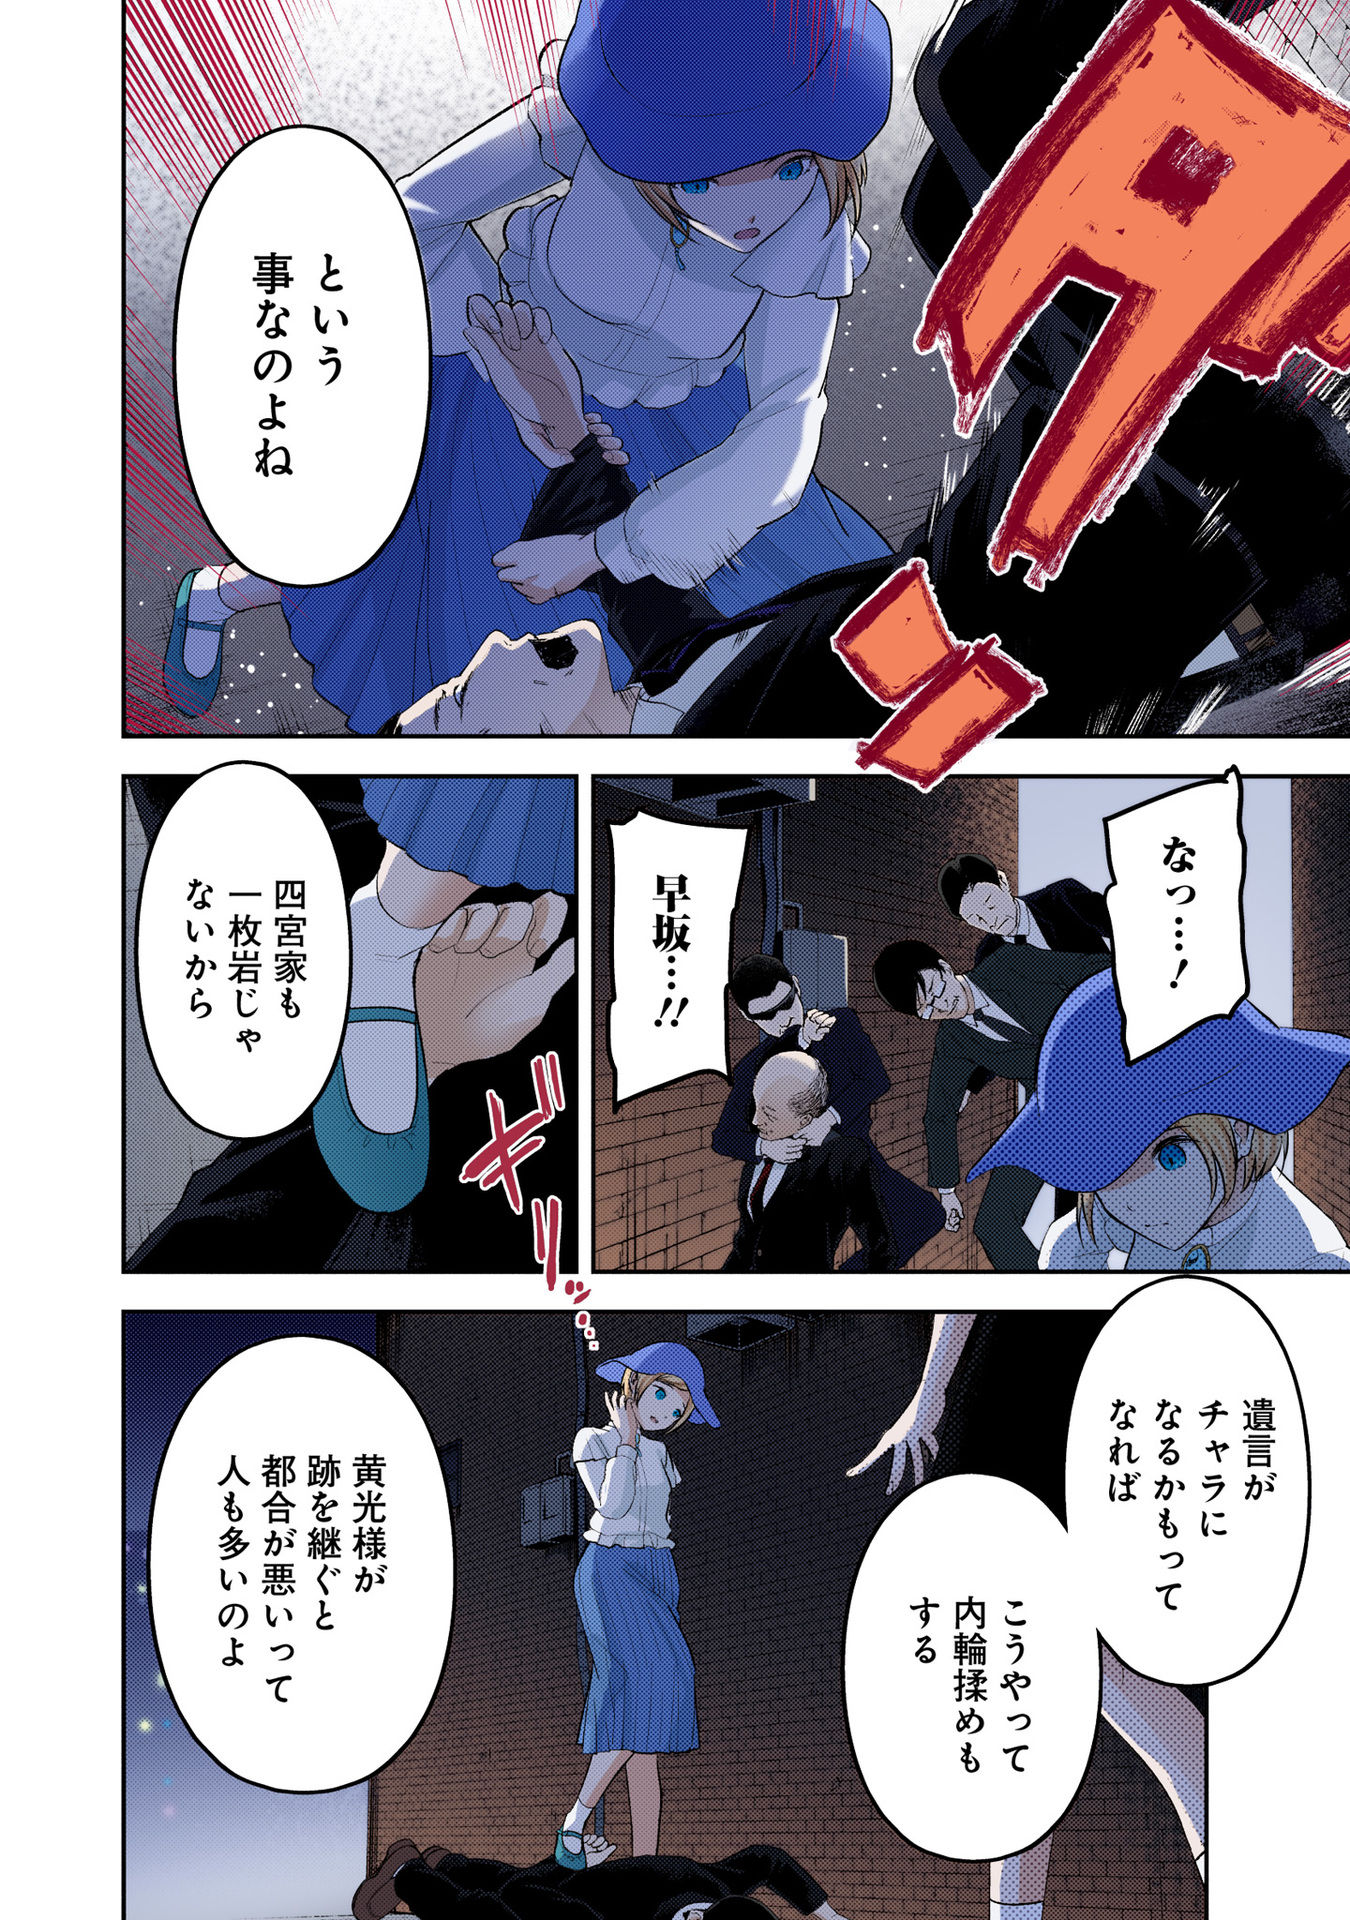 ダン
という
事なのよね
なっ…！
早坂…!!
四宮家も
一枚岩じゃ
ないから
ギッ…
遺言が
チャラに
なるかもって
なれば
こうやって
内輪揉めも
する
黄光様が
跡を継ぐと
都合が悪いって
人も多いのよ